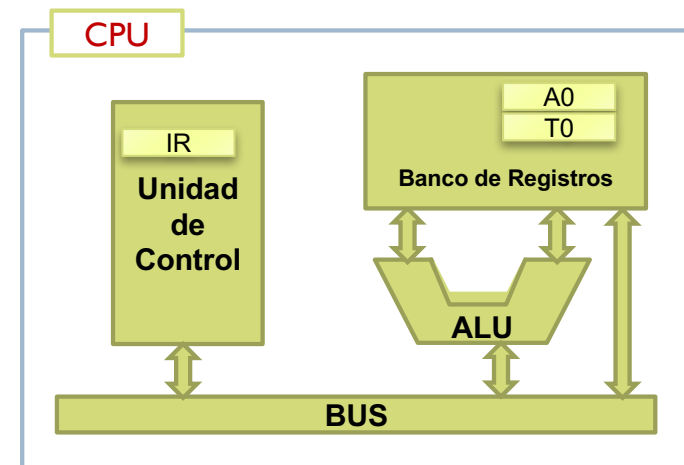 CPU
IR
Unidad
de
Control
A0
T0
Banco de Registros
ALU
BUS